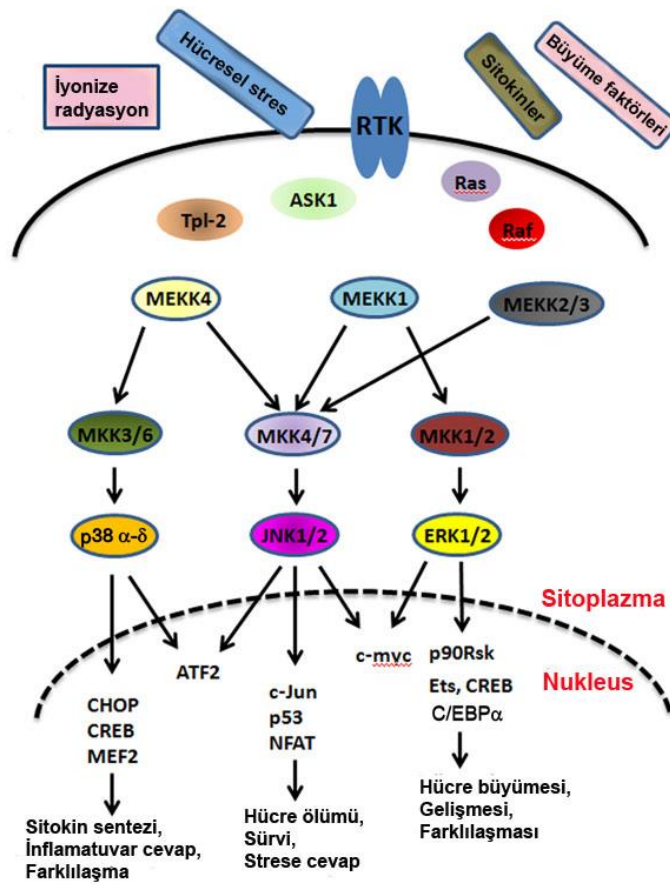 İyonize
radyasyon
Hücresel stres
RTK
Sitokinler
Büyüme faktörleri
Tpl-2
ASK1
Ras
Raf
MEKK4
MEKK1
MEKK2/3
MKK3/6
MKK4/7
MKK1/2
p38 α-δ
JNK1/2
ERK1/2
Sitoplazma
Nukleus
ATF2
c-myc
p90Rsk
Ets, CREB
C/EBPα
CHOP
CREB
MEF2
c-Jun
p53
NFAT
Sitokin sentezi,
İnflamatuvar cevap,
Farklılaşma
Hücre ölümü,
Sürvi,
Strese cevap
Hücre büyümesi,
Gelişmesi,
Farklılaşması